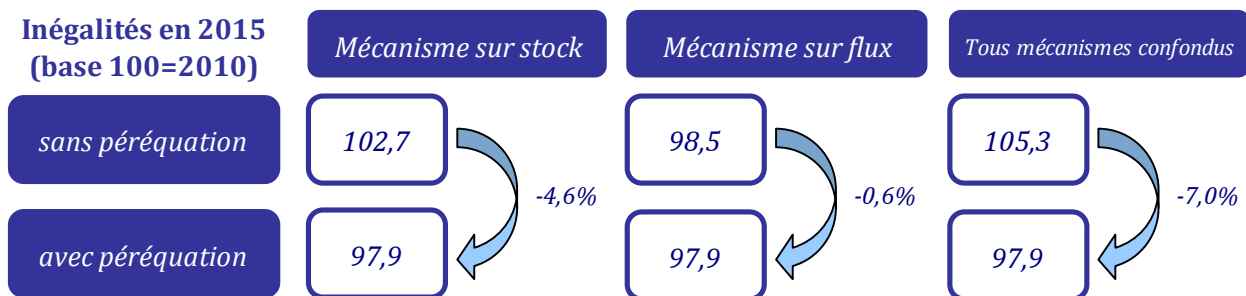 Inégalités en 2015
(base 100=2010)
Mécanisme sur stock
Mécanisme sur flux
Tous mécanismes confondus
sans péréquation
102,7
98,5
105,3
-4,6%
-0,6%
-7,0%
avec péréquation
97,9
97,9
97,9